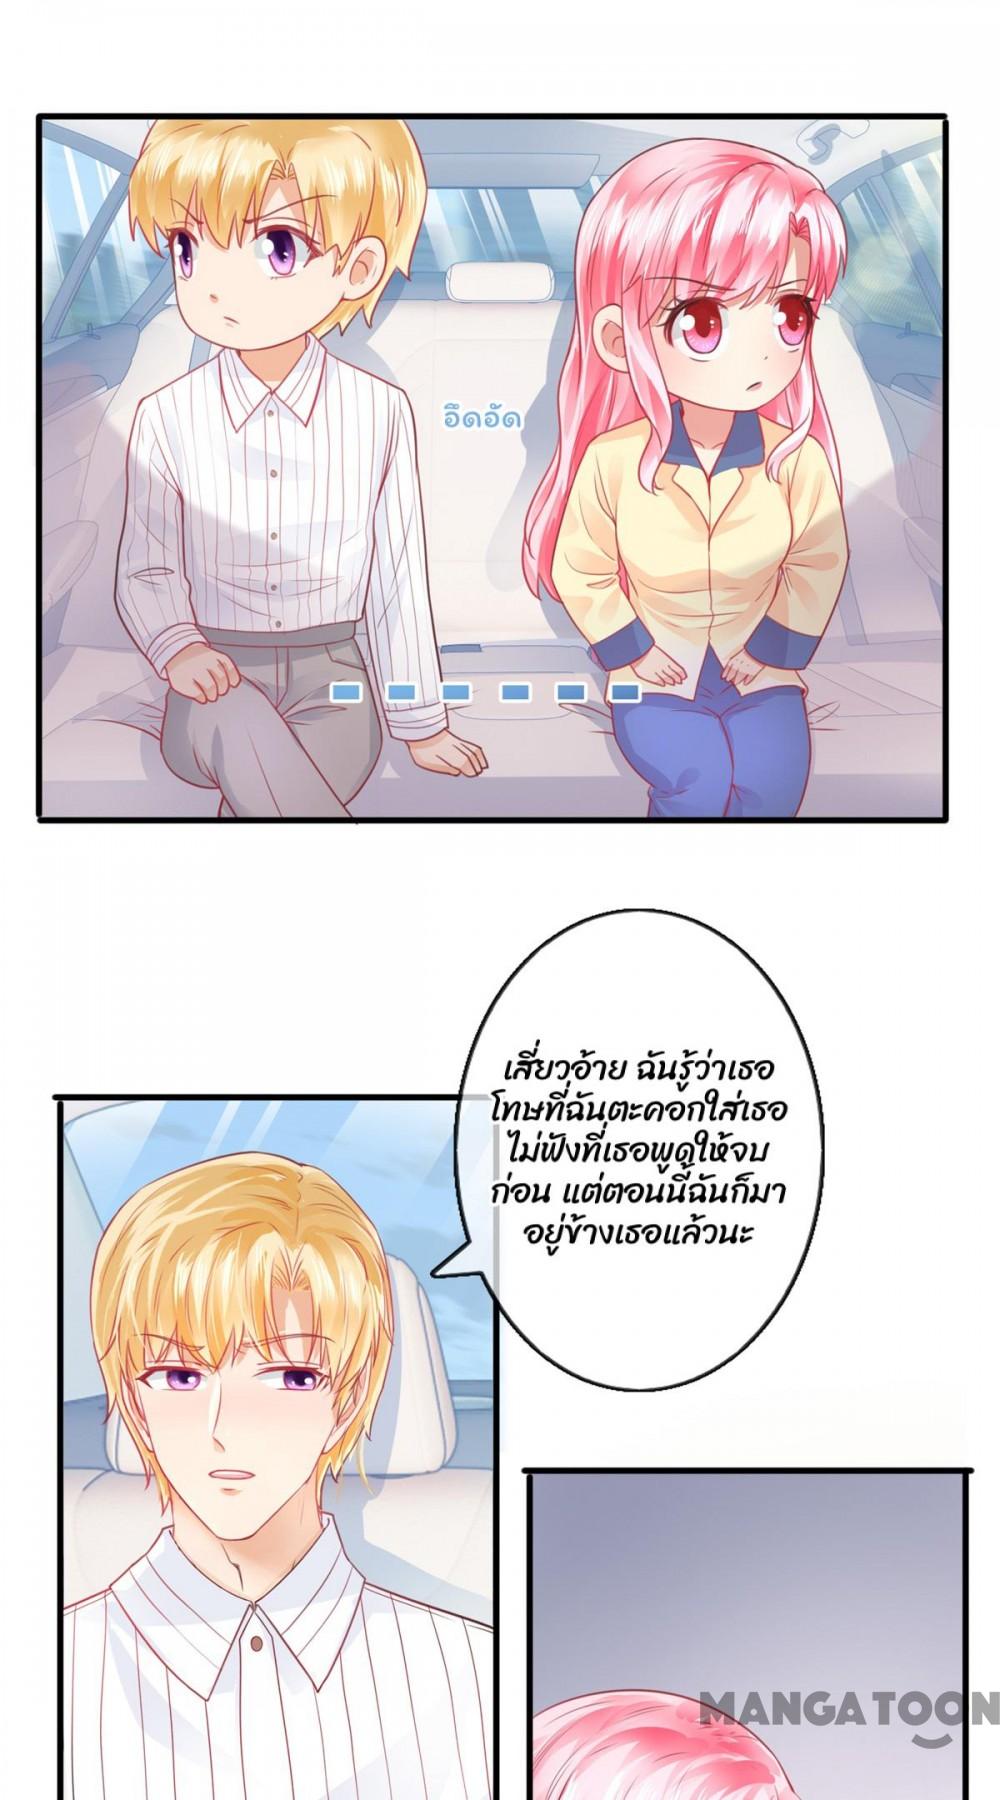 อึดอัด
เสี่ยวอ้าย ฉันรู้ว่าเธอ
โทษที่ฉันตะคอกใส่เธอ
ไม่ฟังที่เธอพูดให้จบ
ก่อน แต่ตอนนี้ฉันก็มา
อยู่ข้างเธอแล้วนะ
MANGATOON